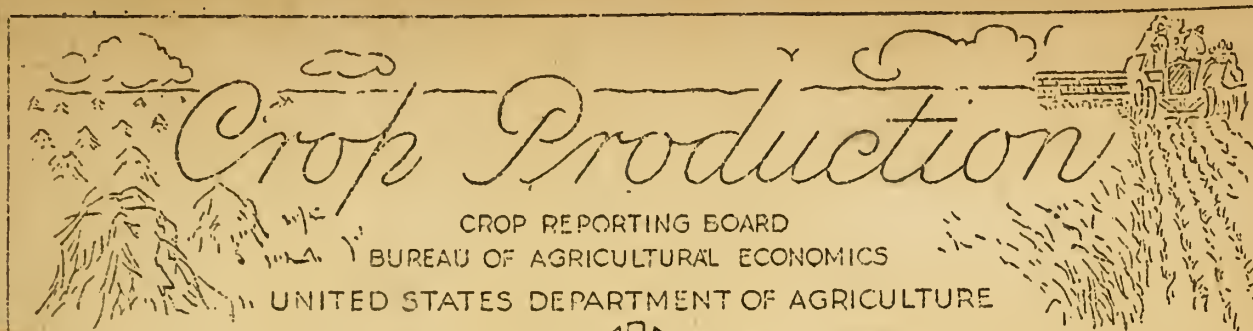 Crop Production
CROP REPORTING BOARD
BUREAU OF AGRICULTURAL ECONOMICS
UNITED STATES DEPARTMENT OF AGRICULTURE